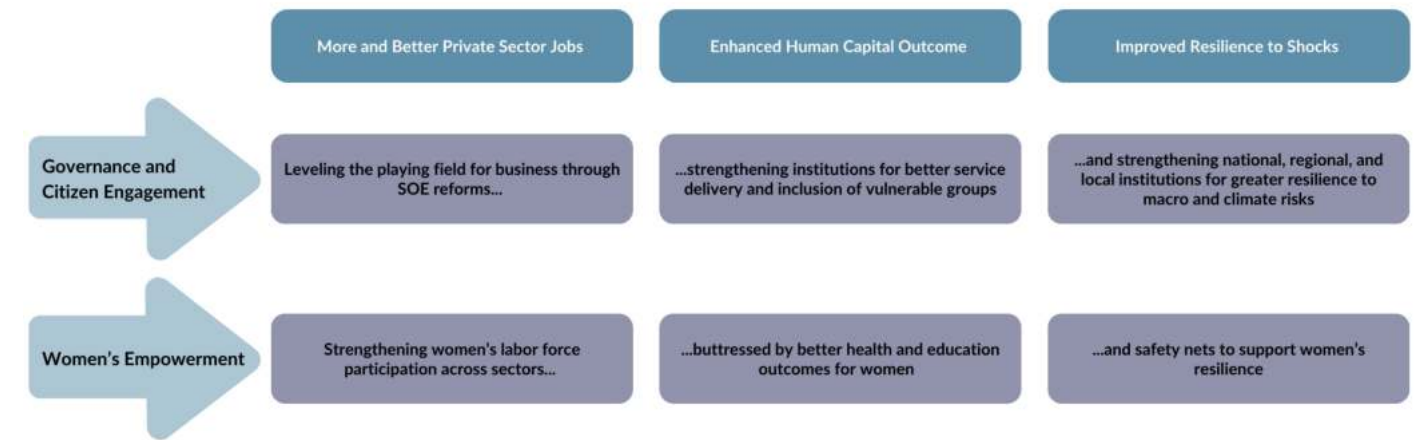 More and Better Private Sector Jobs
Enhanced Human Capital Outcome
Improved Resilience to Shocks
Governance and
Citizen Engagement
Leveling the playing field for business through
SOE reforms...
...strengthening institutions for better service
delivery and inclusion of vulnerable groups
...and strengthening national, regional, and
local institutions for greater resilience to
macro and climate risks
Women's Empowerment
Strengthening women's labor force
participation across sectors...
...buttressed by better health and education
outcomes for women
...and safety nets to support women's
resilience